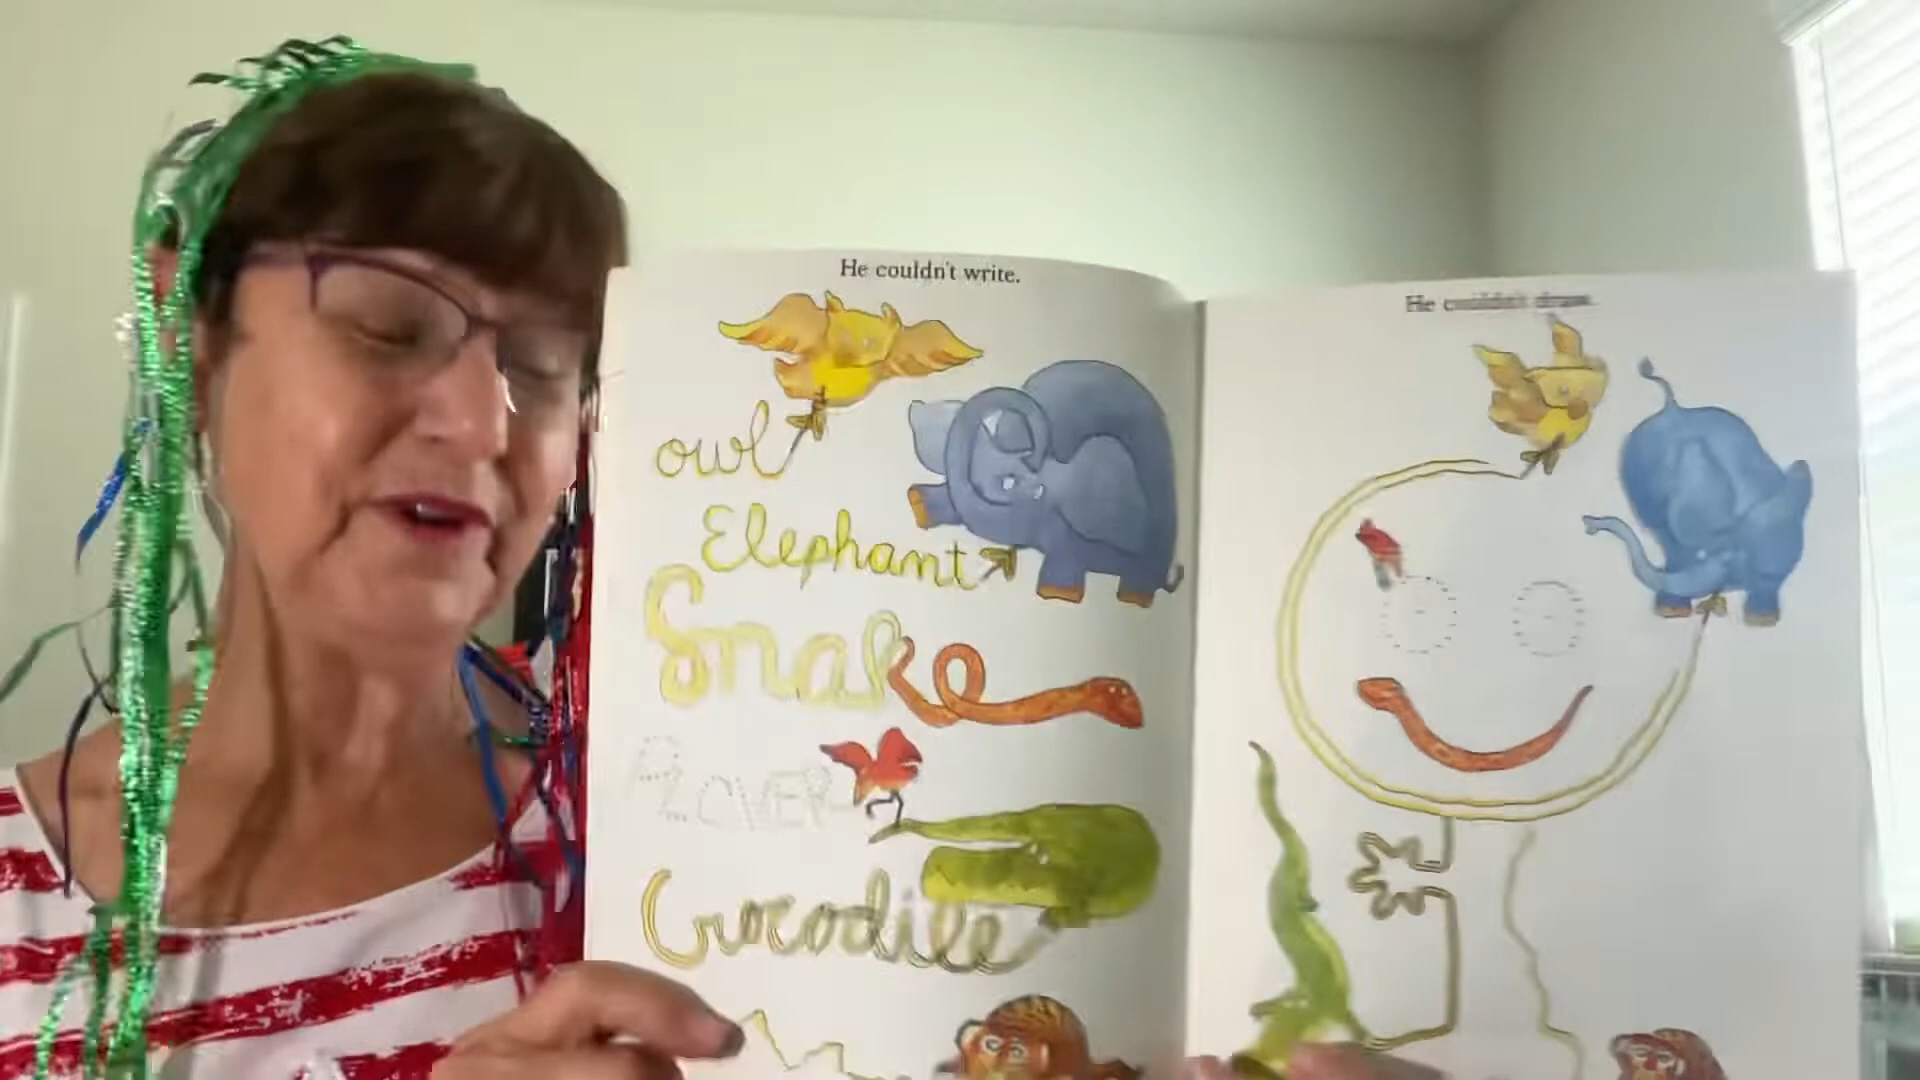 He couldn't write.
owl
Elephant
Snake
PLOVER
Crocodile
He couldn't draw.